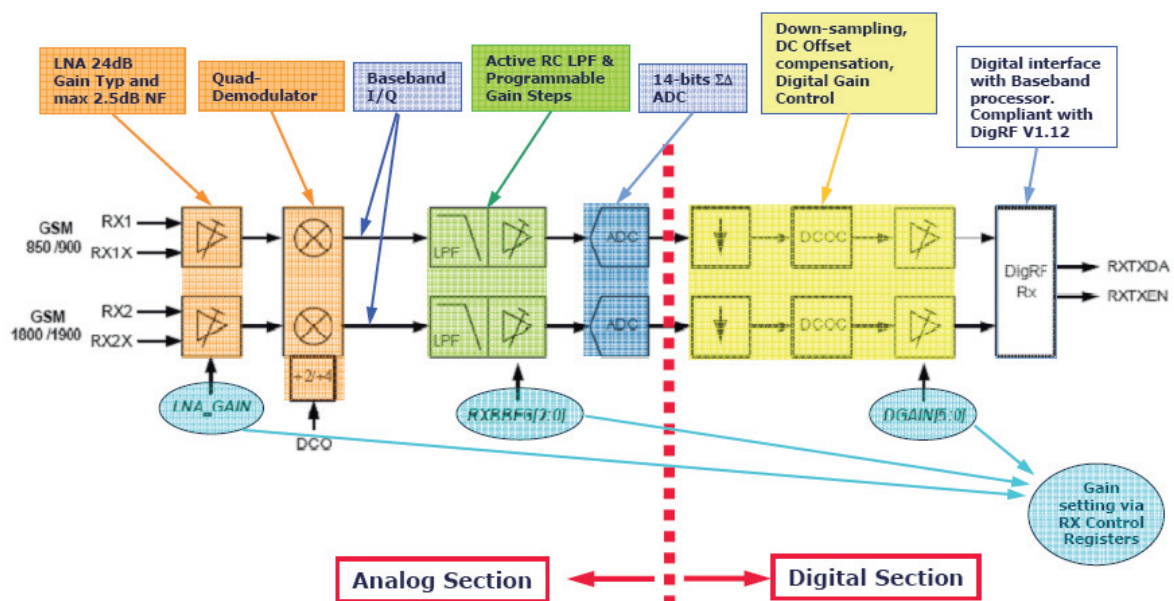 LNA 24dB
Gain Typ and
max 2.5dB NF
Quad-
Demodulator
Baseband
I/Q
Active RC LPF &
Programmable
Gain Steps
14-bits ΣΔ
ADC
Down-sampling,
DC Offset
compensation,
Digital Gain
Control
Digital interface
with Baseband
processor.
Compliant with
DigRF V1.12
GSM
850 /900
RX1
RX1X
LPF
ADC
DCOC
DigRF
Rx
RXTXDA
RXTXEN
GSM
1800 /1900
RX2
RX2X
LPF
ADC
DCOC
÷2/÷4
LNA_GAIN
DCO
DGAIN[5:0]
Gain
setting via
RX Control
Registers
Analog Section
Digital Section